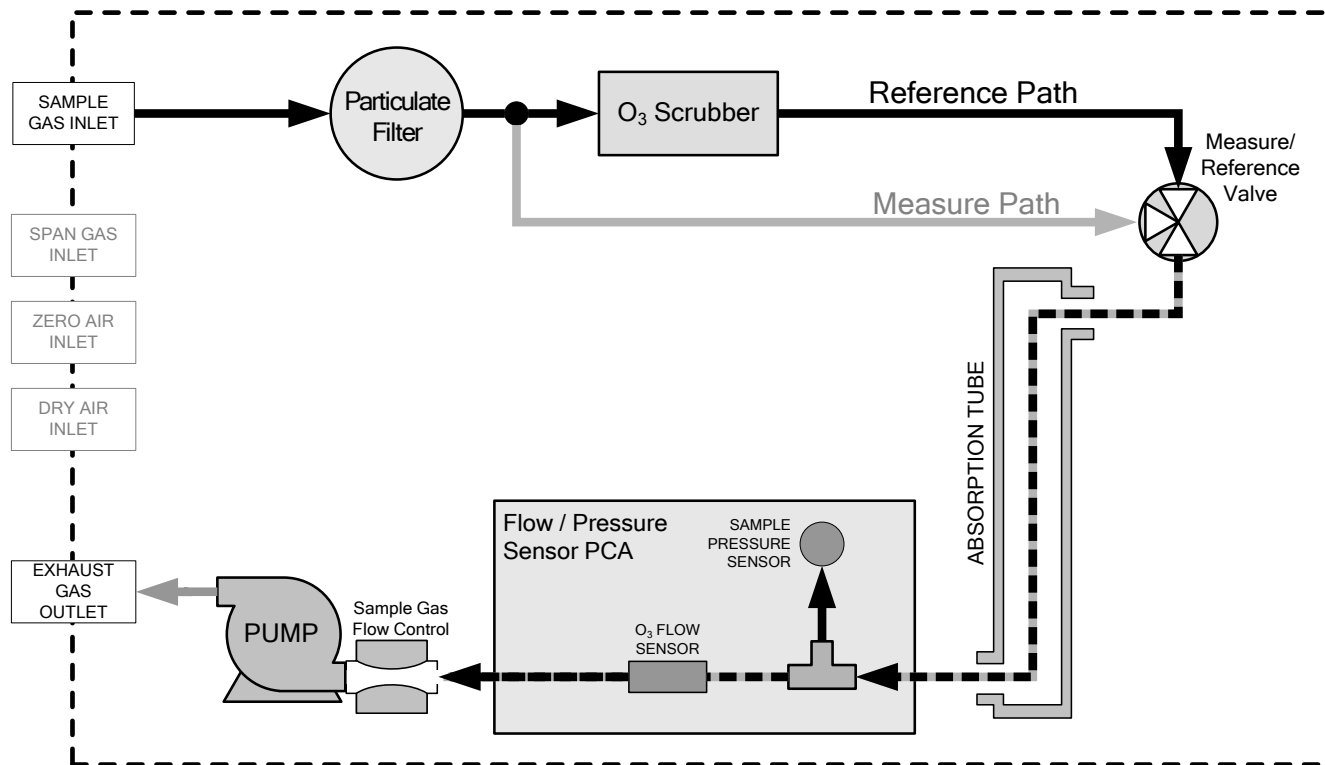 SAMPLE
GAS INLET
Particulate
Filter
O₃ Scrubber
Reference Path
Measure/
Reference
Valve
Measure Path
SPAN GAS
INLET
ZERO AIR
INLET
DRY AIR
INLET
ABSORPTION TUBE
Flow / Pressure
Sensor PCA
SAMPLE
PRESSURE
SENSOR
EXHAUST
GAS
OUTLET
PUMP
Sample Gas
Flow Control
O₃ FLOW
SENSOR